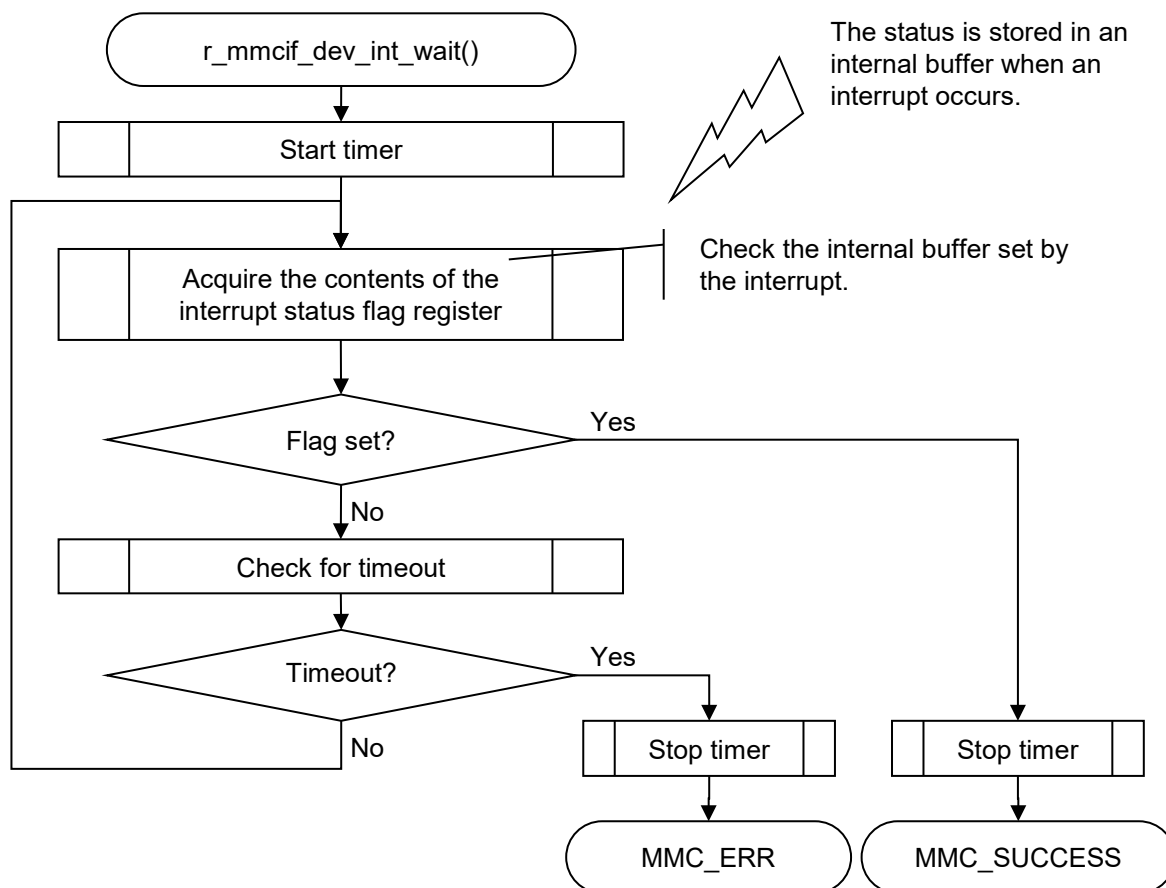 r_mmcif_dev_int_wait()
The status is stored in an
internal buffer when an
interrupt occurs.
Start timer
Acquire the contents of the
interrupt status flag register
Check the internal buffer set by
the interrupt.
Flag set?
Yes
No
Check for timeout
Timeout?
Yes
No
Stop timer
Stop timer
MMC_ERR
MMC_SUCCESS